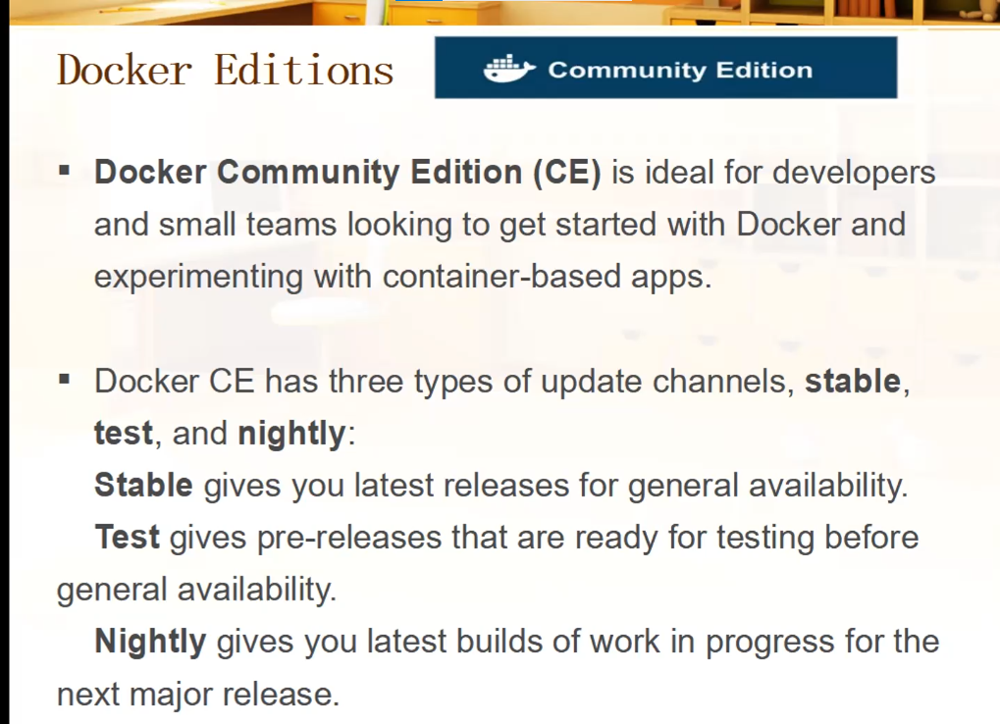 Docker Editions
Community Edition
▪ Docker Community Edition (CE) is ideal for developers
and small teams looking to get started with Docker and
experimenting with container-based apps.
▪ Docker CE has three types of update channels, stable,
test, and nightly:
Stable gives you latest releases for general availability.
Test gives pre-releases that are ready for testing before
general availability.
Nightly gives you latest builds of work in progress for the
next major release.